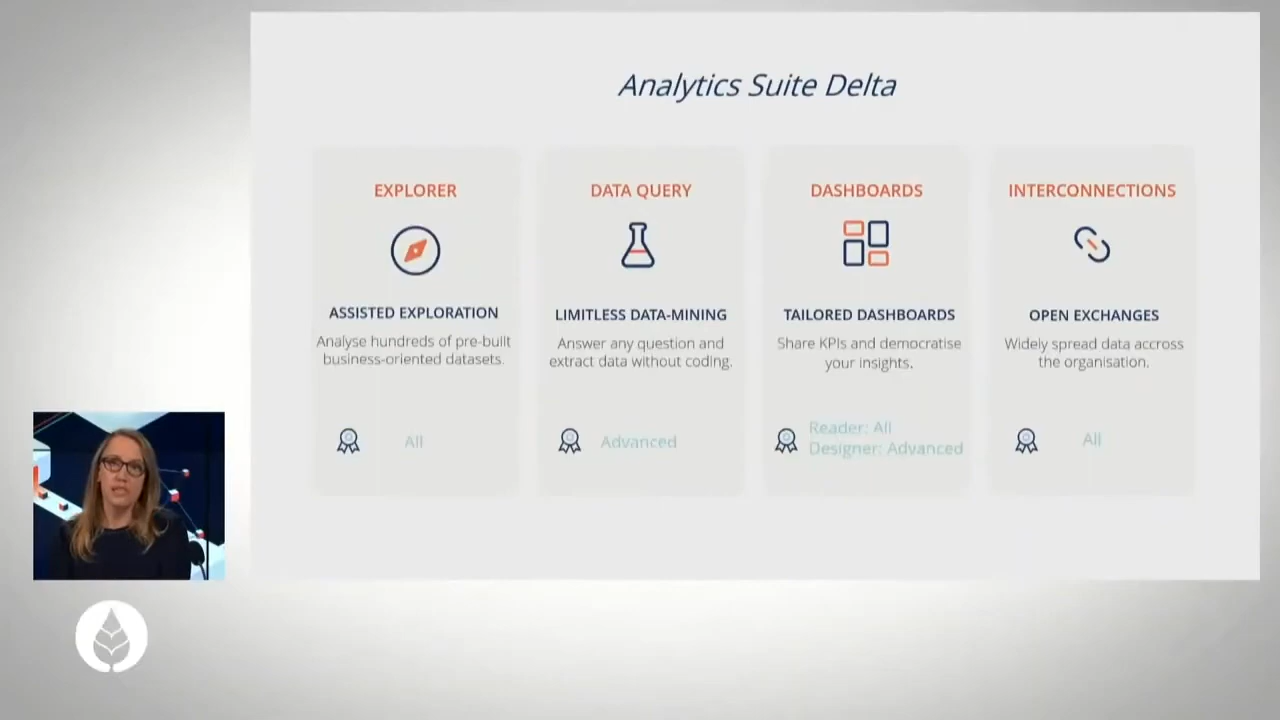 Analytics Suite Delta
EXPLORER
ASSISTED EXPLORATION
Analyse hundreds of pre-built
business-oriented datasets.
All
DATA QUERY
LIMITLESS DATA-MINING
Answer any question and
extract data without coding.
Advanced
DASHBOARDS
TAILORED DASHBOARDS
Share KPIs and democratise
your insights.
Reader: All
Designer: Advanced
INTERCONNECTIONS
OPEN EXCHANGES
Widely spread data accross
the organisation.
All